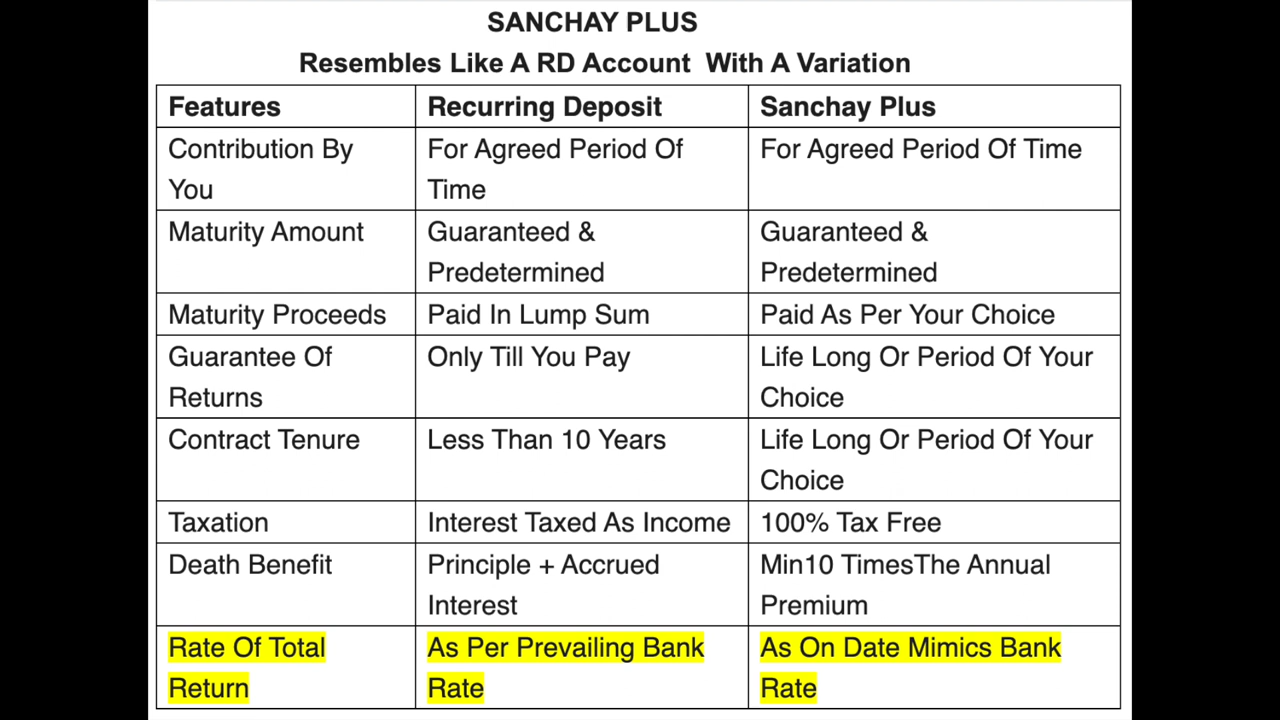 SANCHAY PLUS
Resembles Like A RD Account With A Variation
Features
Recurring Deposit
Sanchay Plus
Contribution By
You
For Agreed Period Of
Time
For Agreed Period Of Time
Maturity Amount
Guaranteed &
Predetermined
Guaranteed &
Predetermined
Maturity Proceeds
Paid In Lump Sum
Paid As Per Your Choice
Guarantee Of
Returns
Only Till You Pay
Life Long Or Period Of Your
Choice
Contract Tenure
Less Than 10 Years
Life Long Or Period Of Your
Choice
Taxation
Interest Taxed As Income
100% Tax Free
Death Benefit
Principle + Accrued
Interest
Min10 TimesThe Annual
Premium
Rate Of Total
Return
As Per Prevailing Bank
Rate
As On Date Mimics Bank
Rate